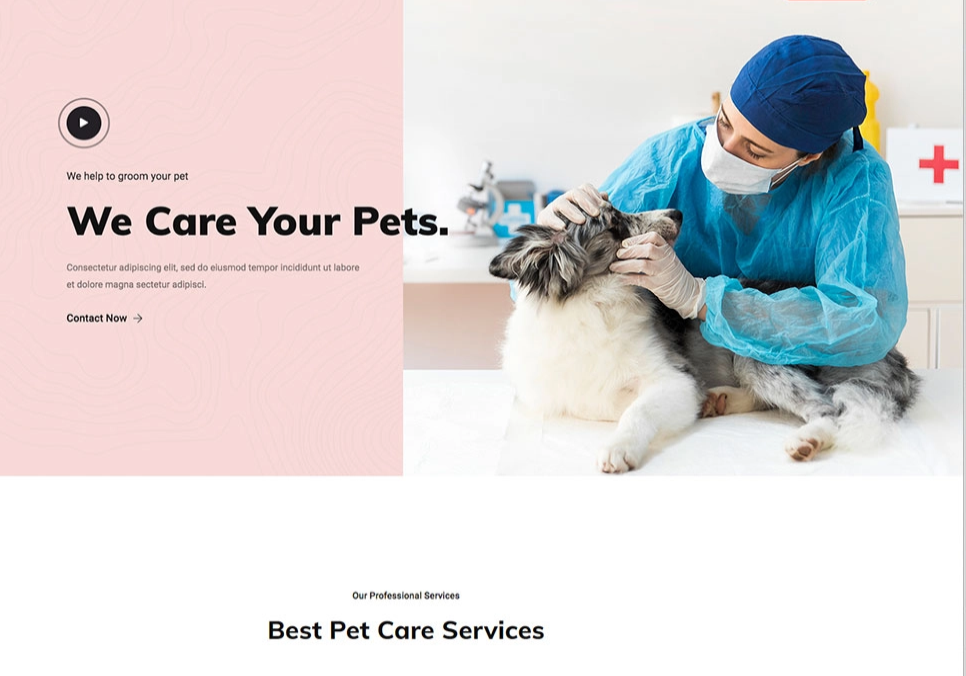 We help to groom your pet
We Care Your Pets.
Consectetur adipiscing elit, sed do eiusmod tempor incididunt ut labore
et dolore magna sectetur adipisci.
Contact Now →
Our Professional Services
Best Pet Care Services